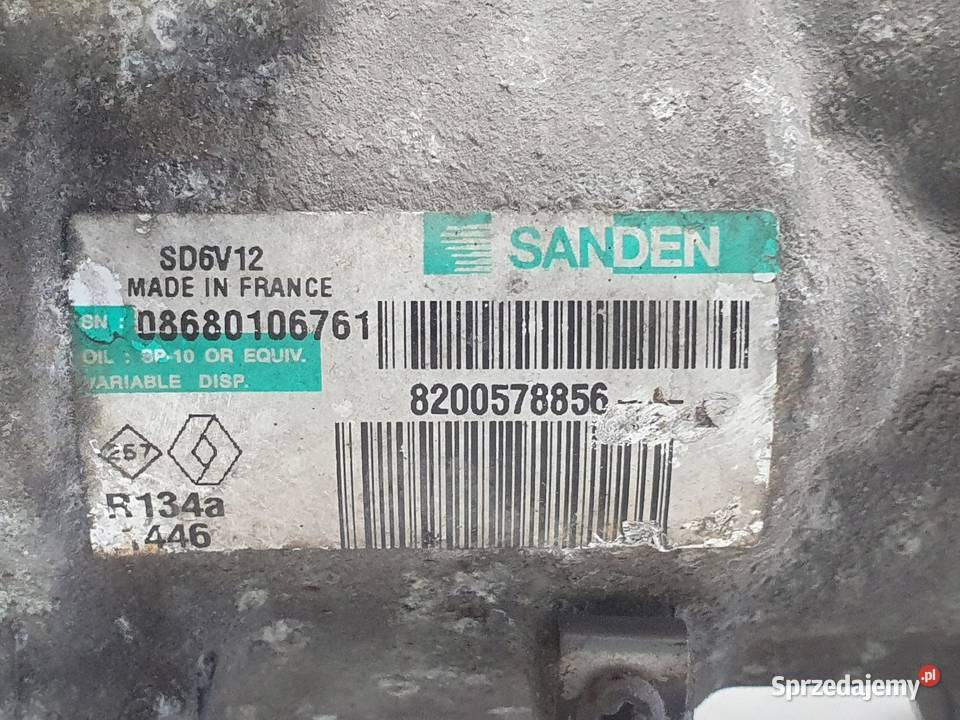 SANDEN
SD6V12
MADE IN FRANCE
SN : 08680106761
OIL : SP-10 OR EQUIV.
VARIABLE DISP.
8200578856
257
R134a
446
Sprzedajemy.pl